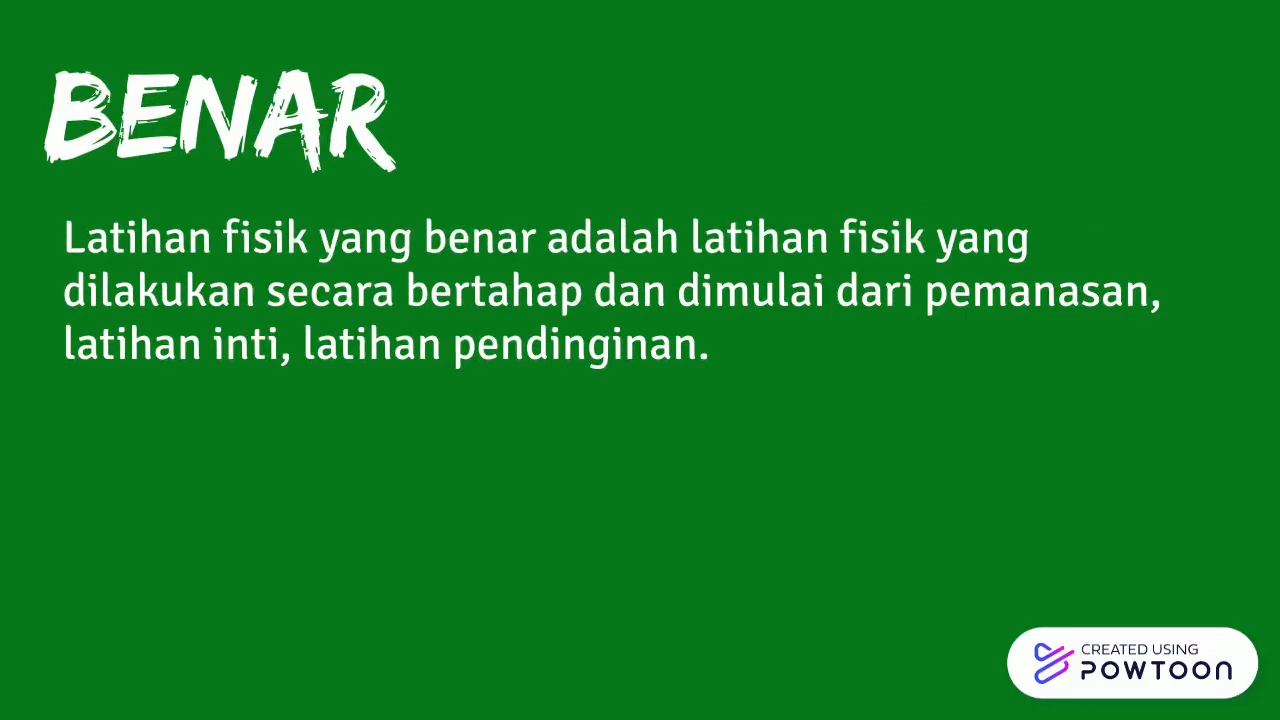 BENAR
Latihan fisik yang benar adalah latihan fisik yang
dilakukan secara bertahap dan dimulai dari pemanasan,
latihan inti, latihan pendinginan.
CREATED USING
POWTOON